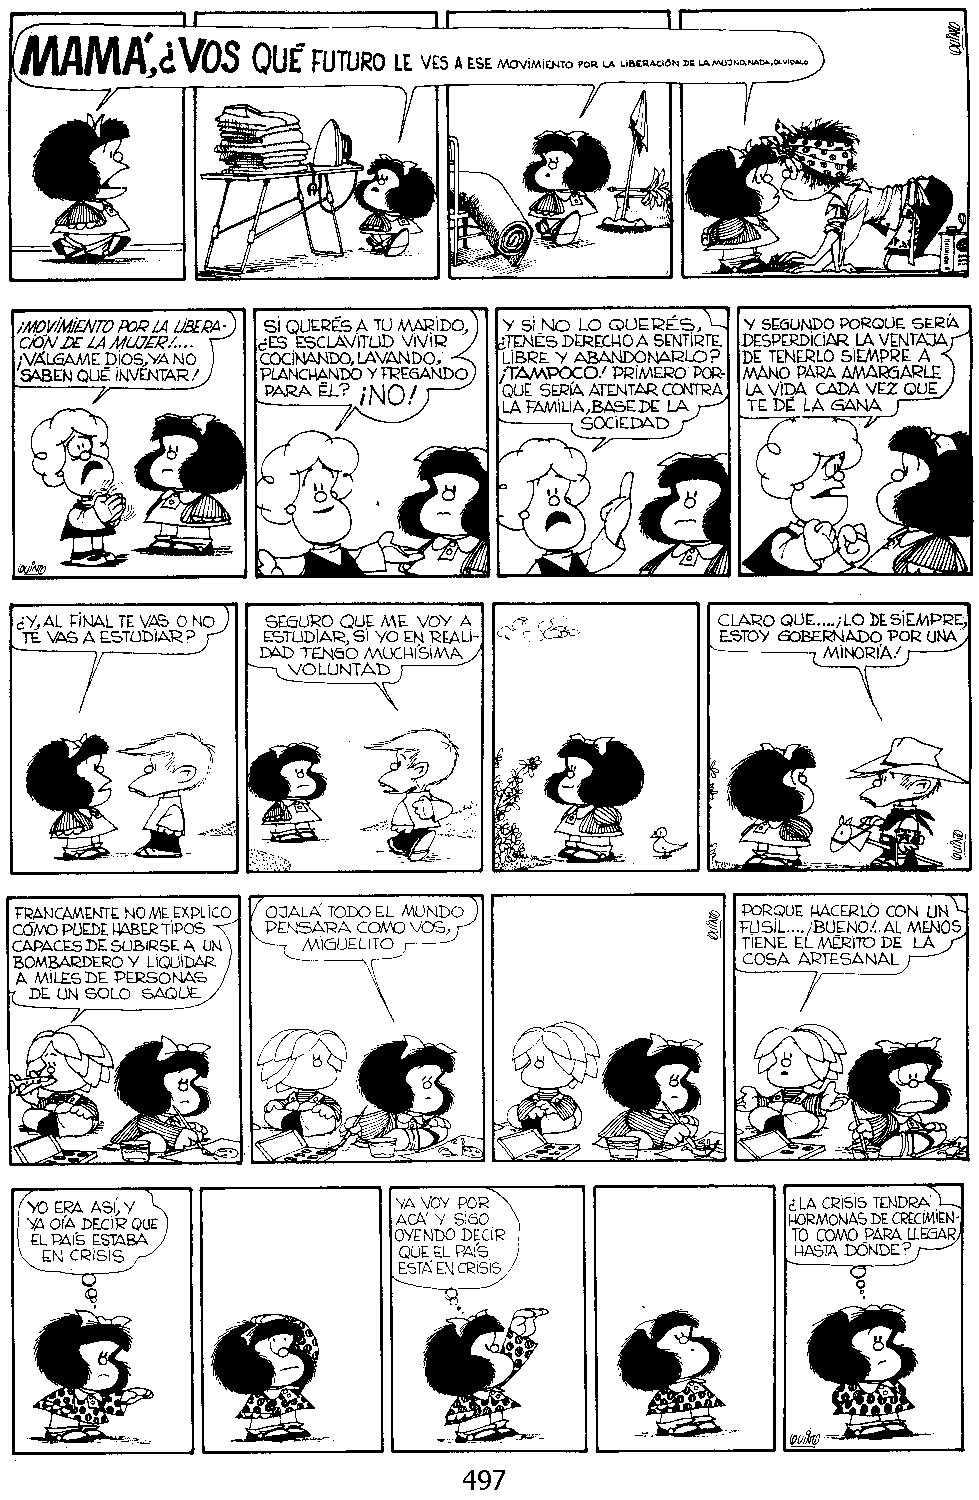 MAMÁ, ¿VOS QUÉ FUTURO LE VES A ESE MOVIMIENTO POR LA LIBERACIÓN DE LA MUJNO, NADA, OLVIDALO
QUINO
¡MOVIMIENTO POR LA LIBERA-
CIÓN DE LA MUJER!....
¡VÁLGAME DIOS, YA NO
SABEN QUÉ INVENTAR!
QUINO
SI QUERÉS A TU MARIDO,
¿ES ESCLAVITUD VIVIR
COCINANDO, LAVANDO,
PLANCHANDO Y FREGANDO
PARA ÉL? ¡NO!
Y SI NO LO QUERÉS,
¿TENÉS DERECHO A SENTIRTE
LIBRE Y ABANDONARLO?
¡TAMPOCO! PRIMERO POR-
QUE SERÍA ATENTAR CONTRA
LA FAMILIA, BASE DE LA
SOCIEDAD
Y SEGUNDO PORQUE SERÍA
DESPERDICIAR LA VENTAJA
DE TENERLO SIEMPRE A
MANO PARA AMARGARLE
LA VIDA CADA VEZ QUE
TE DÉ LA GANA
¿Y, AL FINAL TE VAS O NO
TE VAS A ESTUDIAR?
SEGURO QUE ME VOY A
ESTUDIAR, SI YO EN REALI-
DAD TENGO MUCHÍSIMA
VOLUNTAD
CLARO QUE....¡LO DE SIEMPRE,
ESTOY GOBERNADO POR UNA
MINORÍA!
QUINO
FRANCAMENTE NO ME EXPLICO
CÓMO PUEDE HABER TIPOS
CAPACES DE SUBIRSE A UN
BOMBARDERO Y LIQUIDAR
A MILES DE PERSONAS
DE UN SOLO SAQUE
OJALÁ TODO EL MUNDO
PENSARA COMO VOS,
MIGUELITO
QUINO
PORQUE HACERLO CON UN
FUSIL....¡BUENO!. AL MENOS
TIENE EL MÉRITO DE LA
COSA ARTESANAL
YO ERA ASÍ, Y
YA OÍA DECIR QUE
EL PAÍS ESTABA
EN CRISIS
YA VOY POR
ACÁ Y SIGO
OYENDO DECIR
QUE EL PAÍS
ESTÁ EN CRISIS
¿LA CRISIS TENDRÁ
HORMONAS DE CRECIMIEN-
TO COMO PARA LLEGAR
HASTA DÓNDE?
QUINO
497